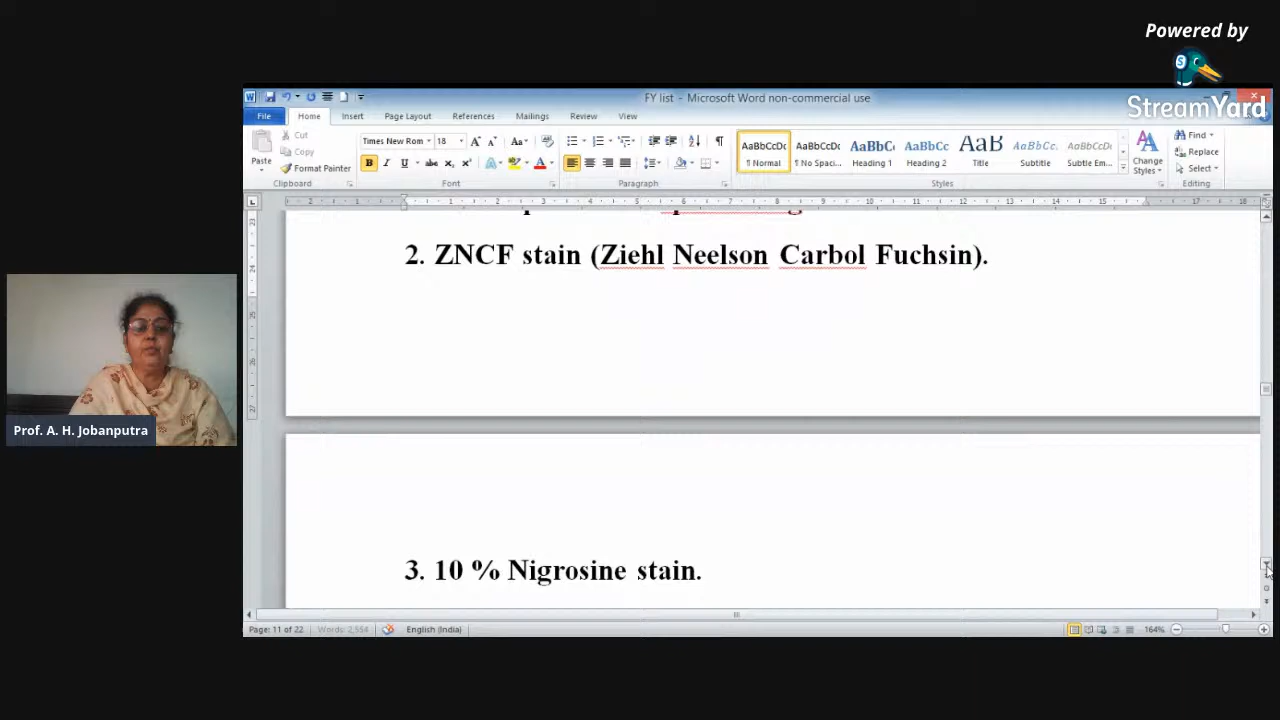 Powered by
StreamYard
FY list - Microsoft Word non-commercial use
File Home Insert Page Layout References Mailings Review View
Paste
Cut
Copy
Format Painter
Clipboard
Times New Rom 18
Font
Paragraph
AaBbCcDc AaBbCcDc AaBbC AaBbCc AaB AaBbCc. AaBbCcDc
¶ Normal ¶ No Spaci... Heading 1 Heading 2 Title Subtitle Subtle Em...
Change Styles
Styles
Find
Replace
Select
Editing
2. ZNCF stain (Ziehl Neelson Carbol Fuchsin).
3. 10 % Nigrosine stain.
Prof. A. H. Jobanputra
Page: 11 of 22 Words: 2,554 English (India) 164%